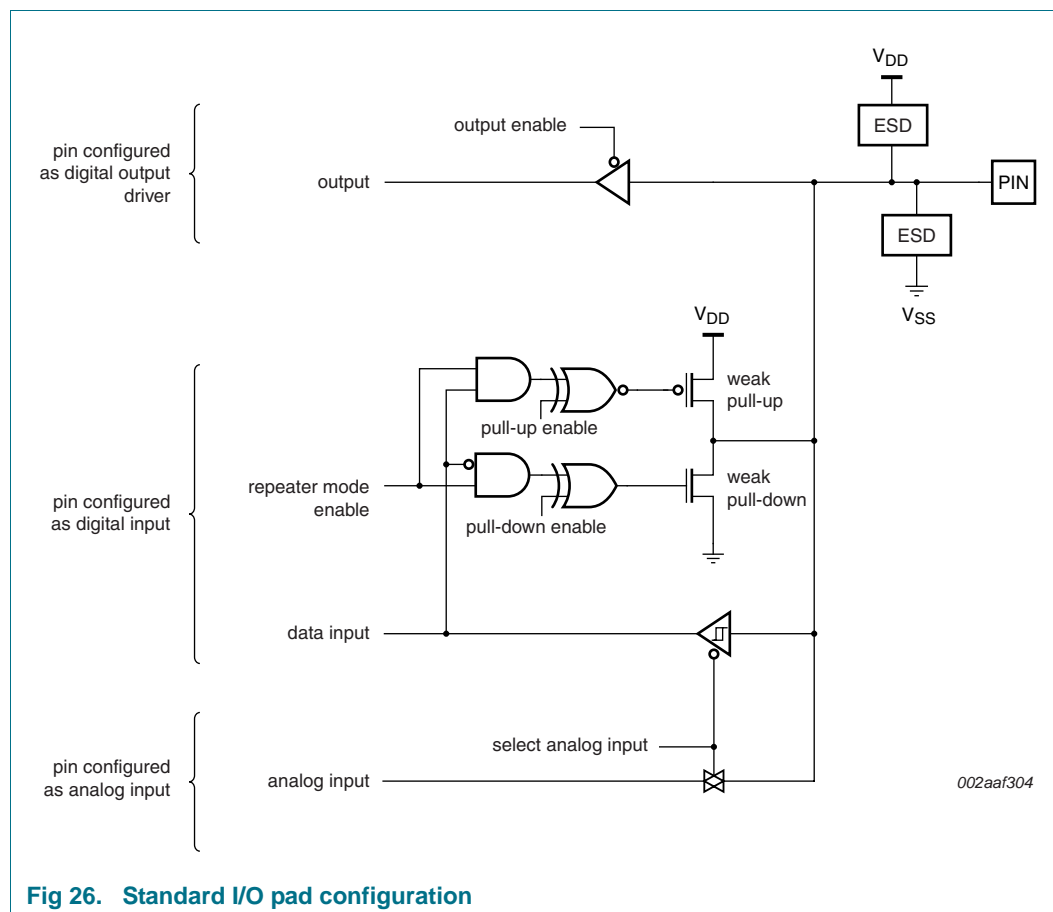 VDD
ESD
output enable
pin configured
as digital output
driver
output
PIN
ESD
VSS
VDD
weak
pull-up
pull-up enable
pin configured
as digital input
repeater mode
enable
weak
pull-down
pull-down enable
data input
select analog input
pin configured
as analog input
analog input
002aaf304
Fig 26. Standard I/O pad configuration